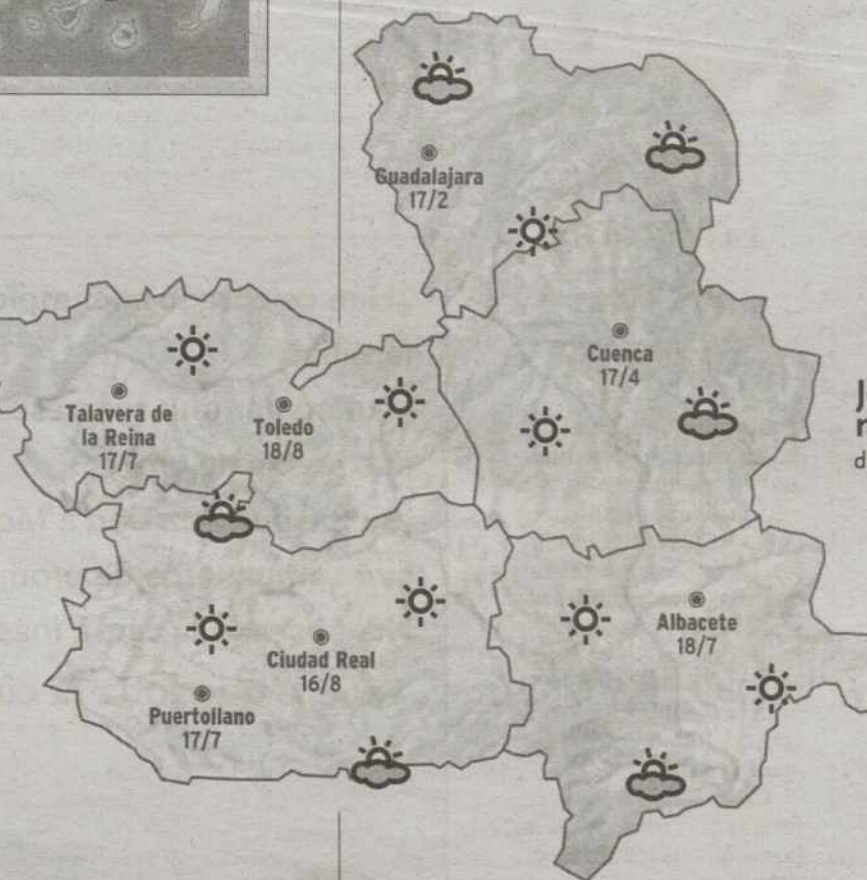 Guadalajara
17/2
Cuenca
17/4
Talavera de
la Reina
17/7
Toledo
18/8
Albacete
18/7
Ciudad Real
16/8
Puertollano
17/7